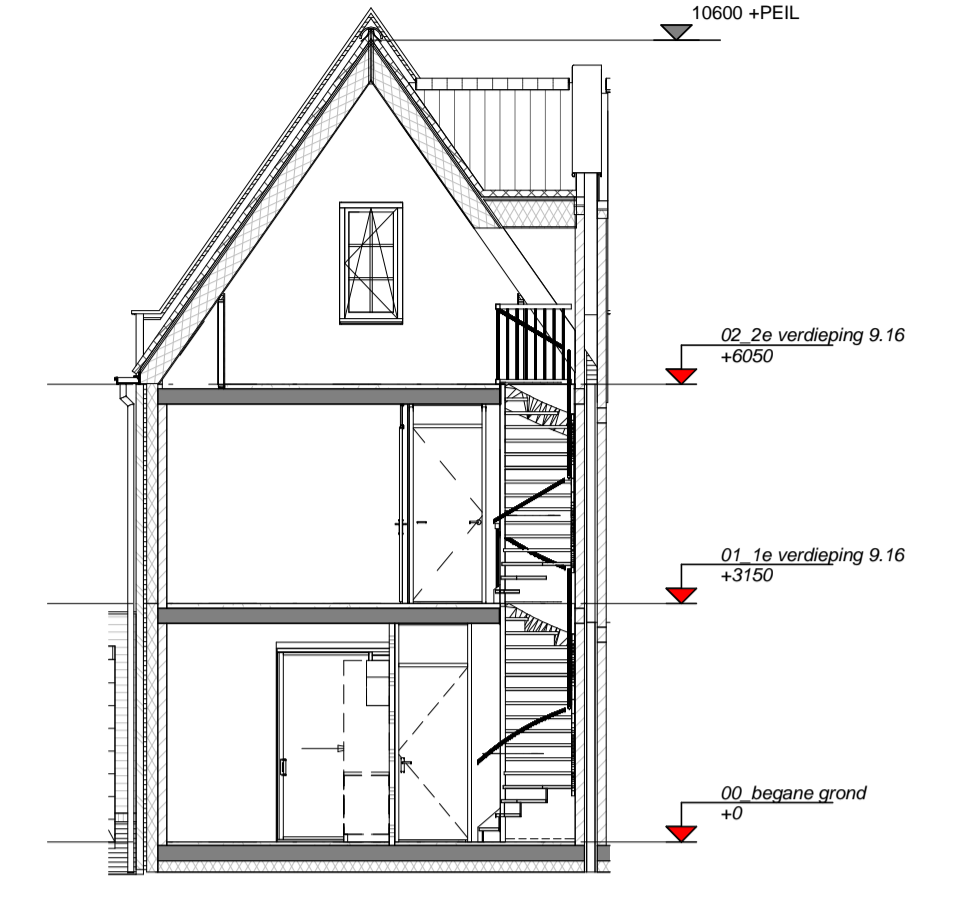 10600 +PEIL
02_2e verdieping 9.16
+6050
01_1e verdieping 9.16
+3150
00_begane grond
+0